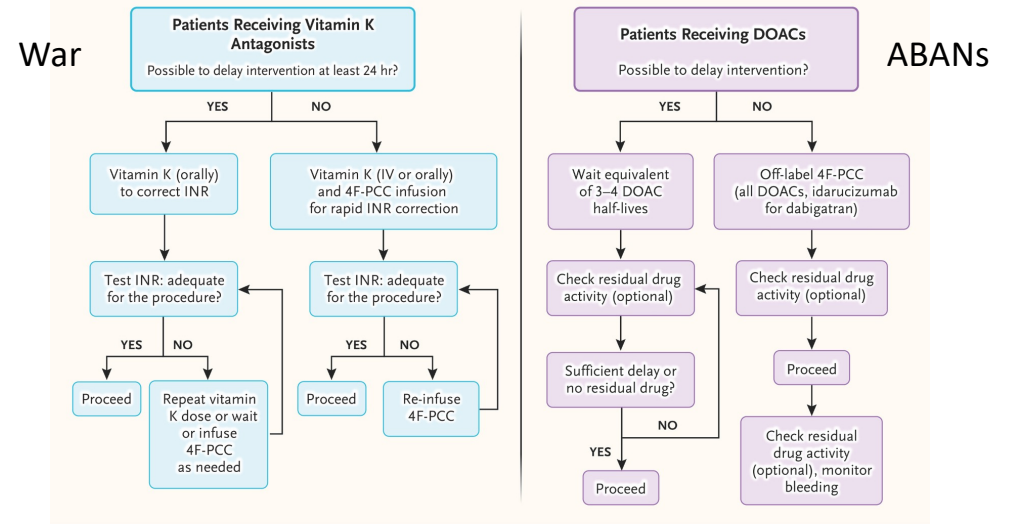 War
ABANs
Patients Receiving Vitamin K
Antagonists
Possible to delay intervention at least 24 hr?
YES
NO
Vitamin K (orally)
to correct INR
Vitamin K (IV or orally)
and 4F-PCC infusion
for rapid INR correction
Test INR: adequate
for the procedure?
Test INR: adequate
for the procedure?
YES
NO
YES
NO
Proceed
Repeat vitamin
K dose or wait
or infuse
4F-PCC
as needed
Proceed
Re-infuse
4F-PCC
Patients Receiving DOACs
Possible to delay intervention?
YES
NO
Wait equivalent
of 3–4 DOAC
half-lives
Off-label 4F-PCC
(all DOACs, idarucizumab
for dabigatran)
Check residual drug
activity (optional)
Check residual drug
activity (optional)
Sufficient delay or
no residual drug?
Proceed
NO
YES
Proceed
Check residual
drug activity
(optional), monitor
bleeding